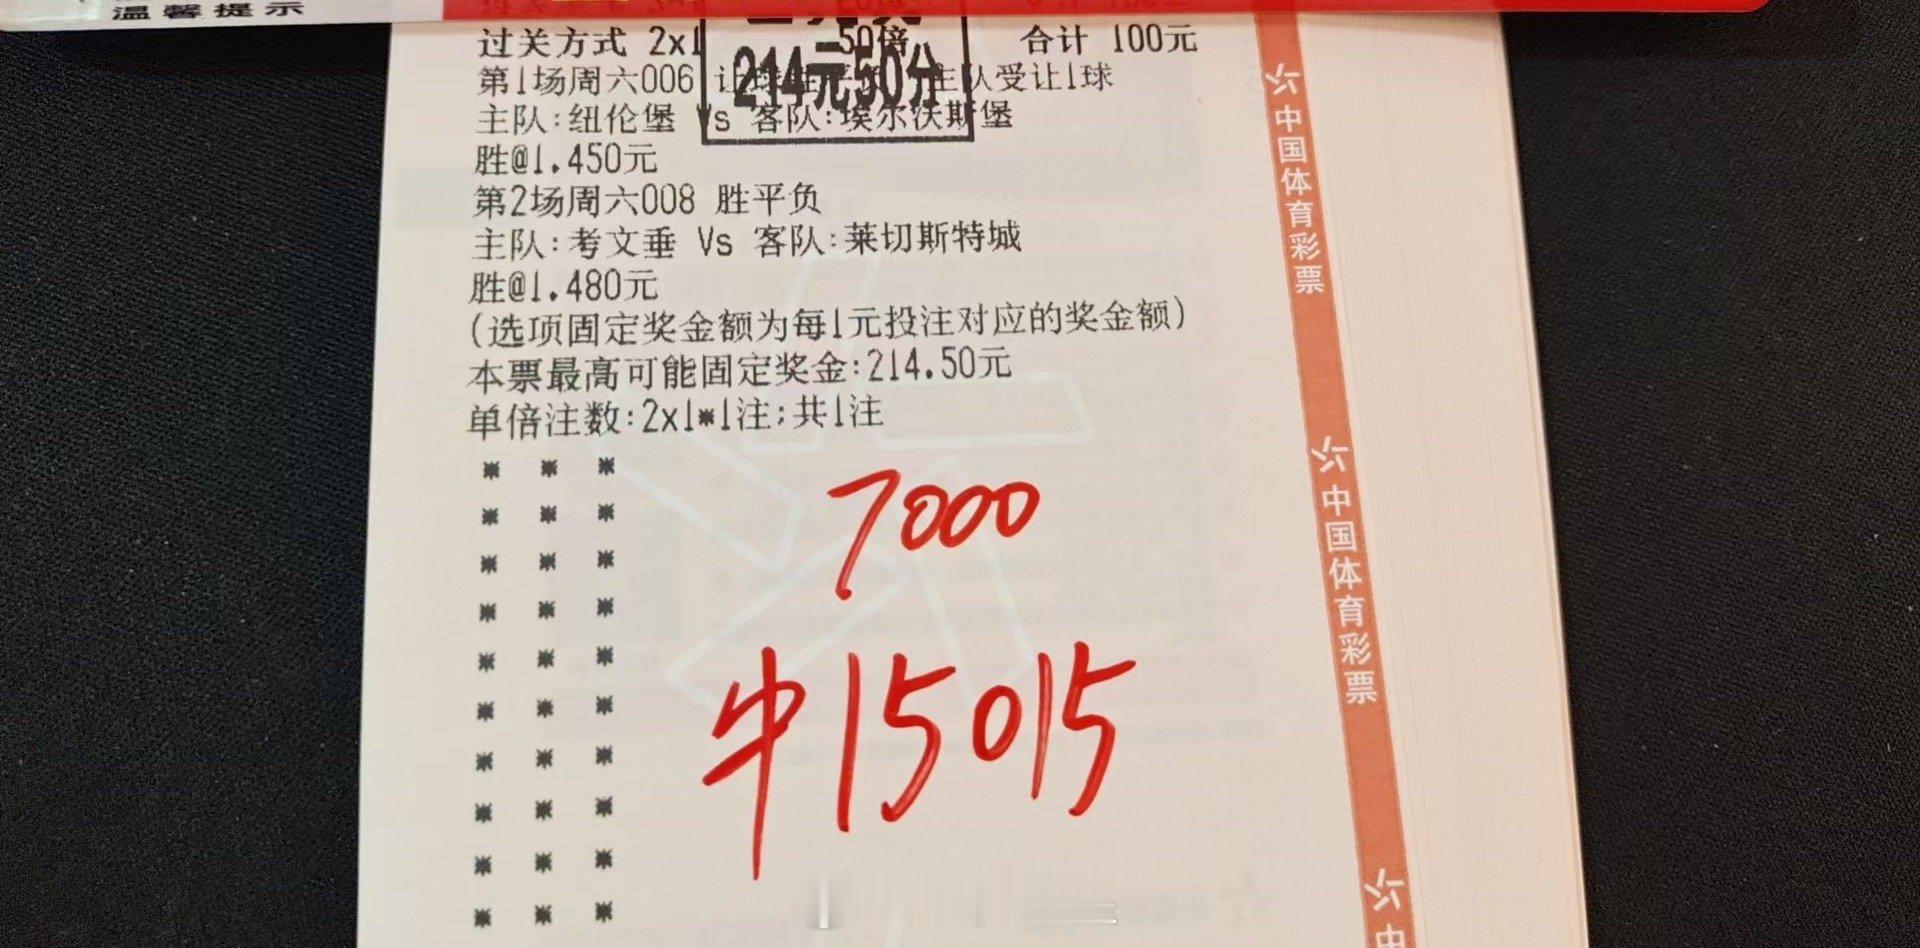 温馨提示
过关方式 2x1 50倍 合计 100元
214元50分
第1场周六006 让球 主队受让1球
主队:纽伦堡 Vs 客队:埃尔沃斯堡
胜@1.450元
第2场周六008 胜平负
主队:考文垂 Vs 客队:莱切斯特城
胜@1.480元
(选项固定奖金额为每1元投注对应的奖金额)
本票最高可能固定奖金:214.50元
单倍注数:2x1*1注;共1注
7000
中15015
中国体育彩票
中国体育彩票
中